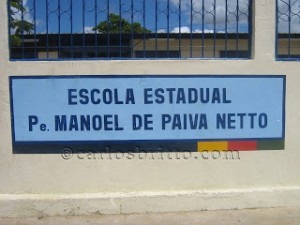 ESCOLA ESTADUAL
Pe. MANOEL DE PAIVA NETTO
©carlosbritto.com